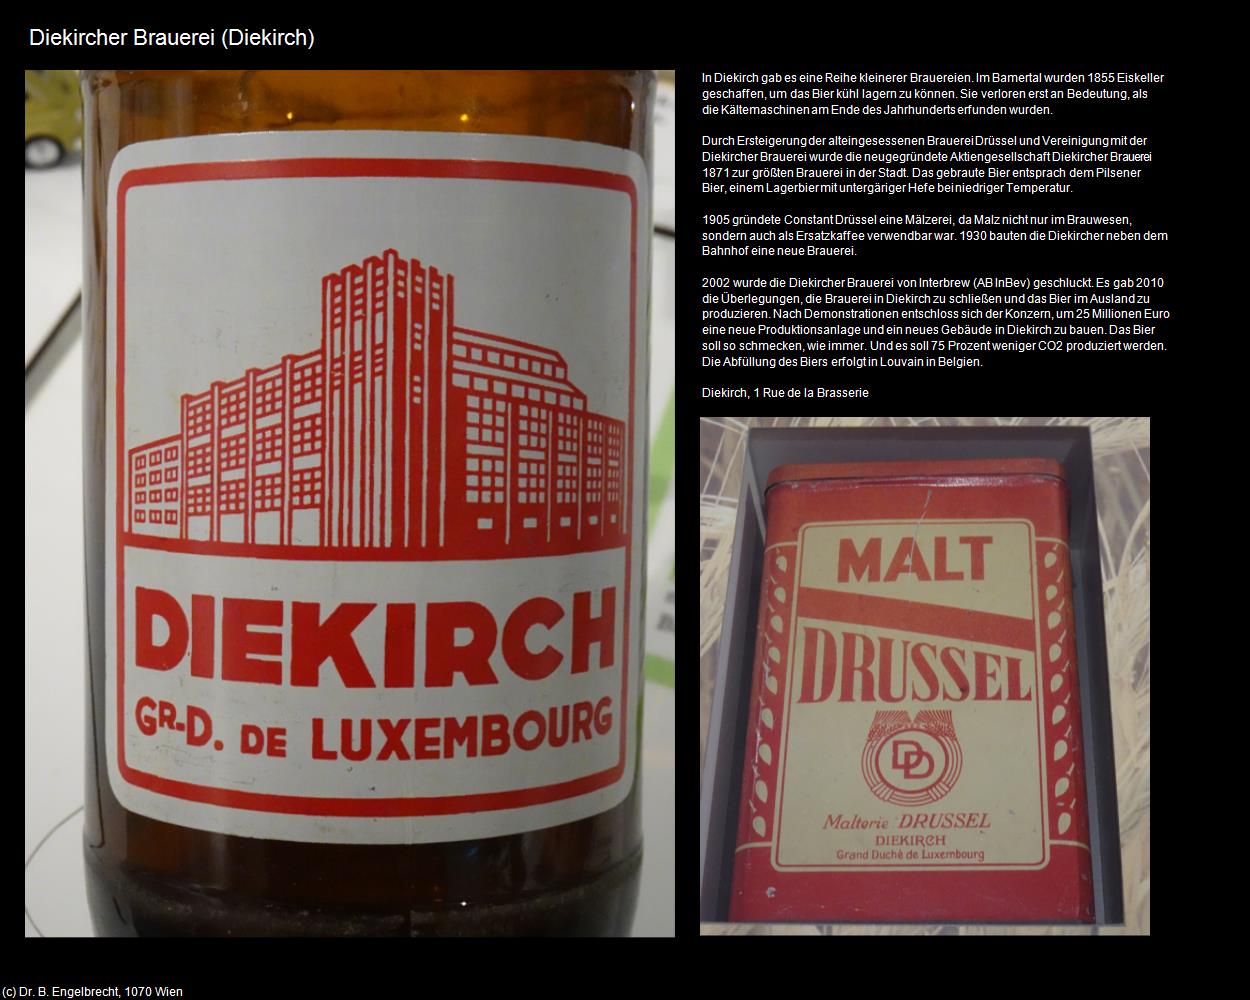 Diekircher Brauerei (Diekirch)
In Diekirch gab es eine Reihe kleinerer Brauereien. Im Bamertal wurden 1855 Eiskeller
geschaffen, um das Bier kühl lagern zu können. Sie verloren erst an Bedeutung, als
die Kältemaschinen am Ende des Jahrhunderts erfunden wurden.
Durch Ersteigerung der alteingesessenen Brauerei Drüssel und Vereinigung mit der
Diekircher Brauerei wurde die neugegründete Aktiengesellschaft Diekircher Brauerei
1871 zur größten Brauerei in der Stadt. Das gebraute Bier entsprach dem Pilsener
Bier, einem Lagerbier mit untergäriger Hefe bei niedriger Temperatur.
1905 gründete Constant Drüssel eine Mälzerei, da Malz nicht nur im Brauwesen,
sondern auch als Ersatzkaffee verwendbar war. 1930 bauten die Diekircher neben dem
Bahnhof eine neue Brauerei.
2002 wurde die Diekircher Brauerei von Interbrew (AB InBev) geschluckt. Es gab 2010
die Überlegungen, die Brauerei in Diekirch zu schließen und das Bier im Ausland zu
produzieren. Nach Demonstrationen entschloss sich der Konzern, um 25 Millionen Euro
eine neue Produktionsanlage und ein neues Gebäude in Diekirch zu bauen. Das Bier
soll so schmecken, wie immer. Und es soll 75 Prozent weniger CO2 produziert werden.
Die Abfüllung des Biers erfolgt in Louvain in Belgien.
Diekirch, 1 Rue de la Brasserie
DIEKIRCH
GR-D. DE LUXEMBOURG
MALT
DRUSSEL
DD
Malterie DRUSSEL
DIEKIRCH
Grand Duché de Luxembourg
(c) Dr. B. Engelbrecht, 1070 Wien